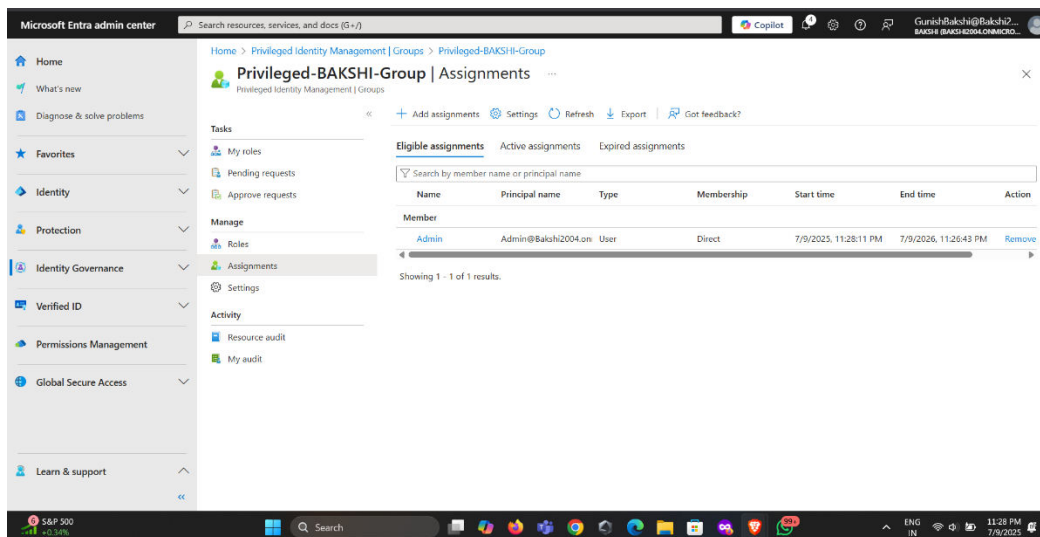 Microsoft Entra admin center
Search resources, services, and docs (G+/)
Copilot
GunishBakshi@Bakshi2...
BAKSHI (BAKSHI2004.ONMICRO...
Home
What's new
Diagnose & solve problems
Favorites
Identity
Protection
Identity Governance
Verified ID
Permissions Management
Global Secure Access
Learn & support
Home > Privileged Identity Management | Groups > Privileged-BAKSHI-Group
Privileged-BAKSHI-Group | Assignments ...
Privileged Identity Management | Groups
Tasks
My roles
Pending requests
Approve requests
Manage
Roles
Assignments
Settings
Activity
Resource audit
My audit
Add assignments Settings Refresh Export Got feedback?
Eligible assignments Active assignments Expired assignments
Search by member name or principal name
Name Principal name Type Membership Start time End time Action
Member
Admin Admin@Bakshi2004.on User Direct 7/9/2025, 11:28:11 PM 7/9/2026, 11:26:43 PM Remove
Showing 1 - 1 of 1 results.
6
S&P 500
+0.34%
Search
99+
ENG
IN
11:28 PM
7/9/2025